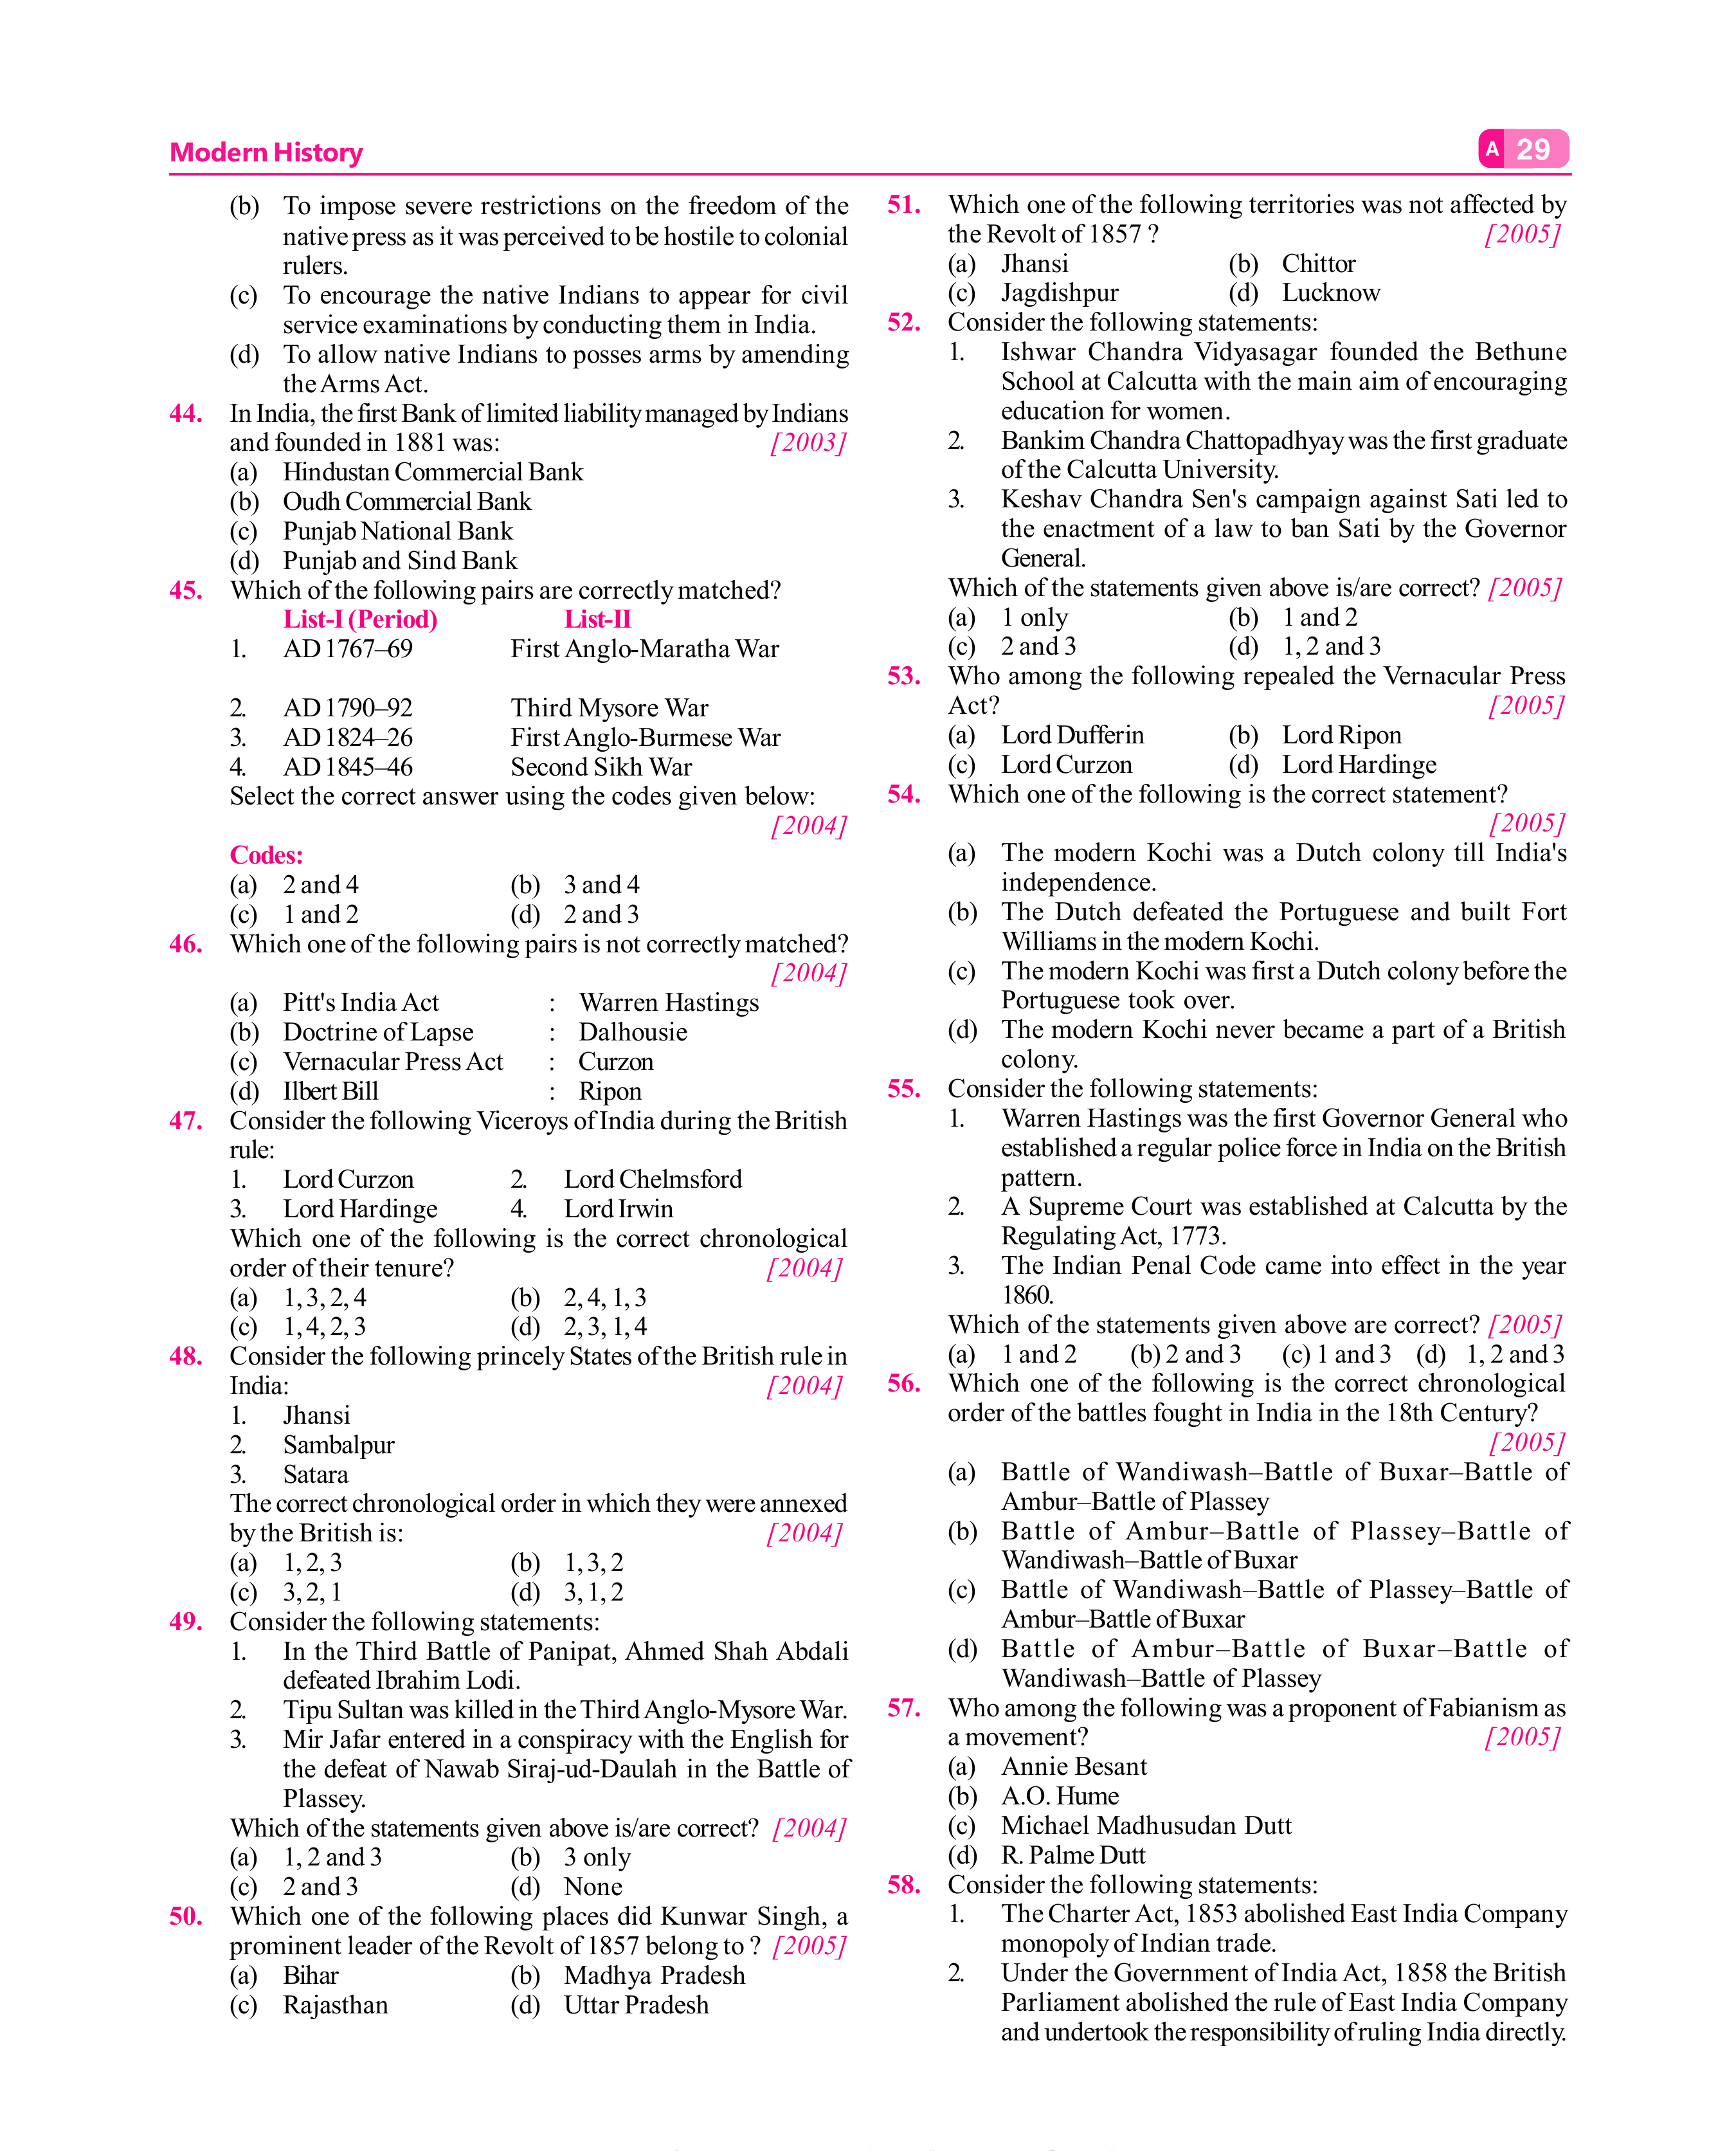 Modern History
A 29
(b) To impose severe restrictions on the freedom of the
native press as it was perceived to be hostile to colonial
rulers.
(c) To encourage the native Indians to appear for civil
service examinations by conducting them in India.
(d) To allow native Indians to posses arms by amending
the Arms Act.
44. In India, the first Bank of limited liability managed by Indians
and founded in 1881 was: [2003]
(a) Hindustan Commercial Bank
(b) Oudh Commercial Bank
(c) Punjab National Bank
(d) Punjab and Sind Bank
45. Which of the following pairs are correctly matched?
List-I (Period) List-II
1. AD 1767–69 First Anglo-Maratha War
2. AD 1790–92 Third Mysore War
3. AD 1824–26 First Anglo-Burmese War
4. AD 1845–46 Second Sikh War
Select the correct answer using the codes given below:
[2004]
Codes:
(a) 2 and 4 (b) 3 and 4
(c) 1 and 2 (d) 2 and 3
46. Which one of the following pairs is not correctly matched?
[2004]
(a) Pitt's India Act : Warren Hastings
(b) Doctrine of Lapse : Dalhousie
(c) Vernacular Press Act : Curzon
(d) Ilbert Bill : Ripon
47. Consider the following Viceroys of India during the British
rule:
1. Lord Curzon 2. Lord Chelmsford
3. Lord Hardinge 4. Lord Irwin
Which one of the following is the correct chronological
order of their tenure? [2004]
(a) 1, 3, 2, 4 (b) 2, 4, 1, 3
(c) 1, 4, 2, 3 (d) 2, 3, 1, 4
48. Consider the following princely States of the British rule in
India: [2004]
1. Jhansi
2. Sambalpur
3. Satara
The correct chronological order in which they were annexed
by the British is: [2004]
(a) 1, 2, 3 (b) 1, 3, 2
(c) 3, 2, 1 (d) 3, 1, 2
49. Consider the following statements:
1. In the Third Battle of Panipat, Ahmed Shah Abdali
defeated Ibrahim Lodi.
2. Tipu Sultan was killed in the Third Anglo-Mysore War.
3. Mir Jafar entered in a conspiracy with the English for
the defeat of Nawab Siraj-ud-Daulah in the Battle of
Plassey.
Which of the statements given above is/are correct? [2004]
(a) 1, 2 and 3 (b) 3 only
(c) 2 and 3 (d) None
50. Which one of the following places did Kunwar Singh, a
prominent leader of the Revolt of 1857 belong to ? [2005]
(a) Bihar (b) Madhya Pradesh
(c) Rajasthan (d) Uttar Pradesh
51. Which one of the following territories was not affected by
the Revolt of 1857 ? [2005]
(a) Jhansi (b) Chittor
(c) Jagdishpur (d) Lucknow
52. Consider the following statements:
1. Ishwar Chandra Vidyasagar founded the Bethune
School at Calcutta with the main aim of encouraging
education for women.
2. Bankim Chandra Chattopadhyay was the first graduate
of the Calcutta University.
3. Keshav Chandra Sen's campaign against Sati led to
the enactment of a law to ban Sati by the Governor
General.
Which of the statements given above is/are correct? [2005]
(a) 1 only (b) 1 and 2
(c) 2 and 3 (d) 1, 2 and 3
53. Who among the following repealed the Vernacular Press
Act? [2005]
(a) Lord Dufferin (b) Lord Ripon
(c) Lord Curzon (d) Lord Hardinge
54. Which one of the following is the correct statement?
[2005]
(a) The modern Kochi was a Dutch colony till India's
independence.
(b) The Dutch defeated the Portuguese and built Fort
Williams in the modern Kochi.
(c) The modern Kochi was first a Dutch colony before the
Portuguese took over.
(d) The modern Kochi never became a part of a British
colony.
55. Consider the following statements:
1. Warren Hastings was the first Governor General who
established a regular police force in India on the British
pattern.
2. A Supreme Court was established at Calcutta by the
Regulating Act, 1773.
3. The Indian Penal Code came into effect in the year
1860.
Which of the statements given above are correct? [2005]
(a) 1 and 2 (b) 2 and 3 (c) 1 and 3 (d) 1, 2 and 3
56. Which one of the following is the correct chronological
order of the battles fought in India in the 18th Century?
[2005]
(a) Battle of Wandiwash–Battle of Buxar–Battle of
Ambur–Battle of Plassey
(b) Battle of Ambur–Battle of Plassey–Battle of
Wandiwash–Battle of Buxar
(c) Battle of Wandiwash–Battle of Plassey–Battle of
Ambur–Battle of Buxar
(d) Battle of Ambur–Battle of Buxar–Battle of
Wandiwash–Battle of Plassey
57. Who among the following was a proponent of Fabianism as
a movement? [2005]
(a) Annie Besant
(b) A.O. Hume
(c) Michael Madhusudan Dutt
(d) R. Palme Dutt
58. Consider the following statements:
1. The Charter Act, 1853 abolished East India Company
monopoly of Indian trade.
2. Under the Government of India Act, 1858 the British
Parliament abolished the rule of East India Company
and undertook the responsibility of ruling India directly.